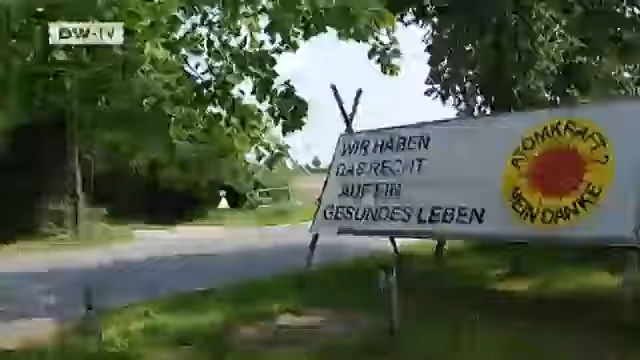 DW-TV
WIR HABEN
DAS RECHT
AUF EIN
GESUNDES LEBEN
ATOMKRAFT?
NEIN DANKE